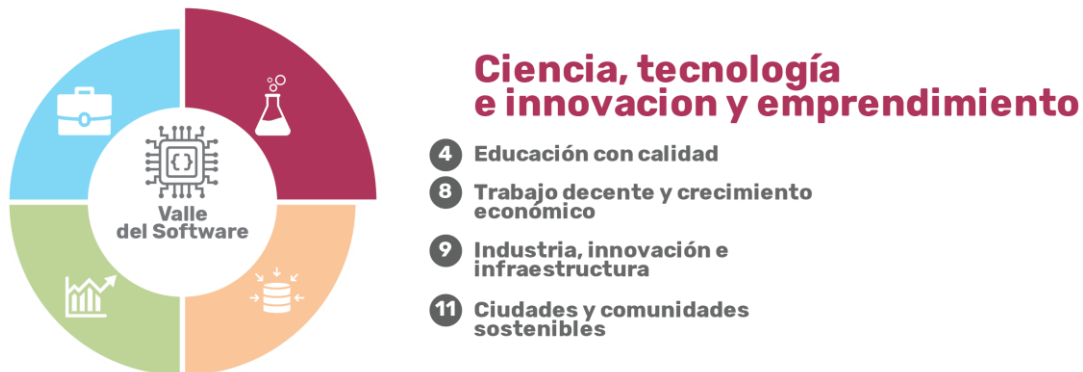 Valle
del Software
Ciencia, tecnología
e innovacion y emprendimiento
4 Educación con calidad
8 Trabajo decente y crecimiento
económico
9 Industria, innovación e
infraestructura
11 Ciudades y comunidades
sostenibles